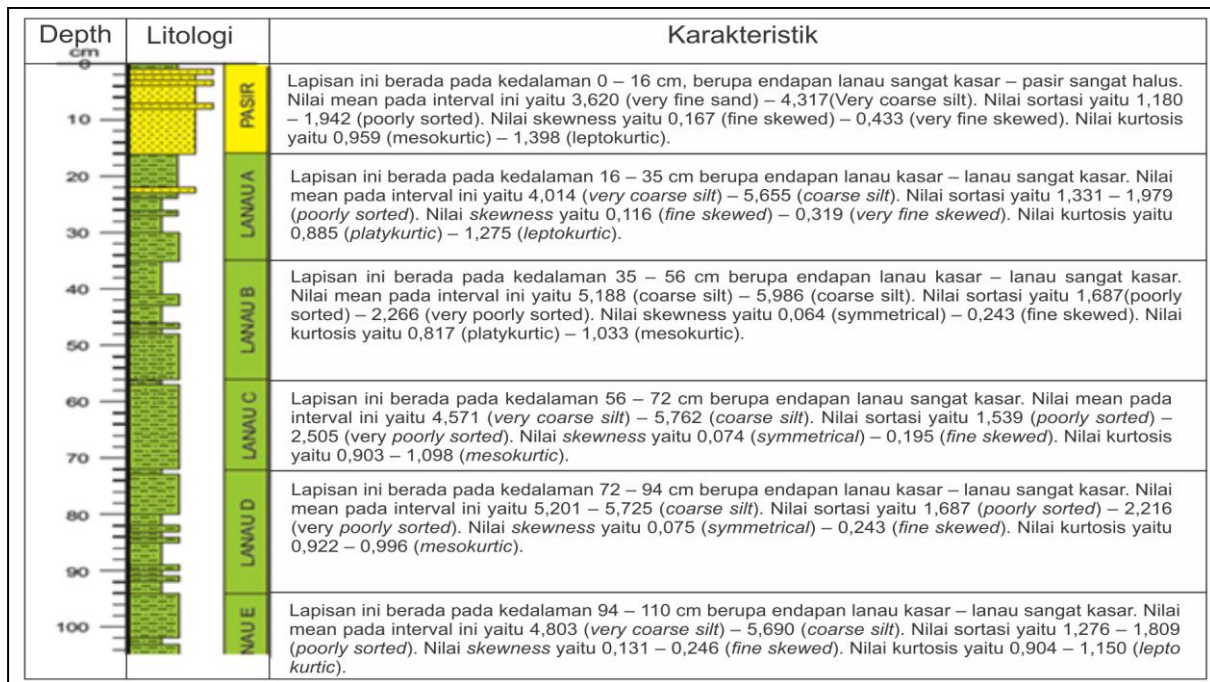 Depth
cm
Litologi
Karakteristik
0
10
20
30
40
50
60
70
80
90
100
PASIR
LANAU A
LANAU B
LANAU C
LANAU D
NAU E
Lapisan ini berada pada kedalaman 0 – 16 cm, berupa endapan lanau sangat kasar – pasir sangat halus.
Nilai mean pada interval ini yaitu 3,620 (very fine sand) – 4,317(Very coarse silt). Nilai sortasi yaitu 1,180
– 1,942 (poorly sorted). Nilai skewness yaitu 0,167 (fine skewed) – 0,433 (very fine skewed). Nilai kurtosis
yaitu 0,959 (mesokurtic) – 1,398 (leptokurtic).
Lapisan ini berada pada kedalaman 16 – 35 cm berupa endapan lanau kasar – lanau sangat kasar. Nilai
mean pada interval ini yaitu 4,014 (very coarse silt) – 5,655 (coarse silt). Nilai sortasi yaitu 1,331 – 1,979
(poorly sorted). Nilai skewness yaitu 0,116 (fine skewed) – 0,319 (very fine skewed). Nilai kurtosis yaitu
0,885 (platykurtic) – 1,275 (leptokurtic).
Lapisan ini berada pada kedalaman 35 – 56 cm berupa endapan lanau kasar – lanau sangat kasar.
Nilai mean pada interval ini yaitu 5,188 (coarse silt) – 5,986 (coarse silt). Nilai sortasi yaitu 1,687(poorly
sorted) – 2,266 (very poorly sorted). Nilai skewness yaitu 0,064 (symmetrical) – 0,243 (fine skewed). Nilai
kurtosis yaitu 0,817 (platykurtic) – 1,033 (mesokurtic).
Lapisan ini berada pada kedalaman 56 – 72 cm berupa endapan lanau sangat kasar. Nilai mean pada
interval ini yaitu 4,571 (very coarse silt) – 5,762 (coarse silt). Nilai sortasi yaitu 1,539 (poorly sorted) –
2,505 (very poorly sorted). Nilai skewness yaitu 0,074 (symmetrical) – 0,195 (fine skewed). Nilai kurtosis
yaitu 0,903 – 1,098 (mesokurtic).
Lapisan ini berada pada kedalaman 72 – 94 cm berupa endapan lanau kasar – lanau sangat kasar. Nilai
mean pada interval ini yaitu 5,201 – 5,725 (coarse silt). Nilai sortasi yaitu 1,687 (poorly sorted) – 2,216
(very poorly sorted). Nilai skewness yaitu 0,075 (symmetrical) – 0,243 (fine skewed). Nilai kurtosis yaitu
0,922 – 0,996 (mesokurtic).
Lapisan ini berada pada kedalaman 94 – 110 cm berupa endapan lanau kasar – lanau sangat kasar. Nilai
mean pada interval ini yaitu 4,803 (very coarse silt) – 5,690 (coarse silt). Nilai sortasi yaitu 1,276 – 1,809
(poorly sorted). Nilai skewness yaitu 0,131 – 0,246 (fine skewed). Nilai kurtosis yaitu 0,904 – 1,150 (lepto
kurtic).